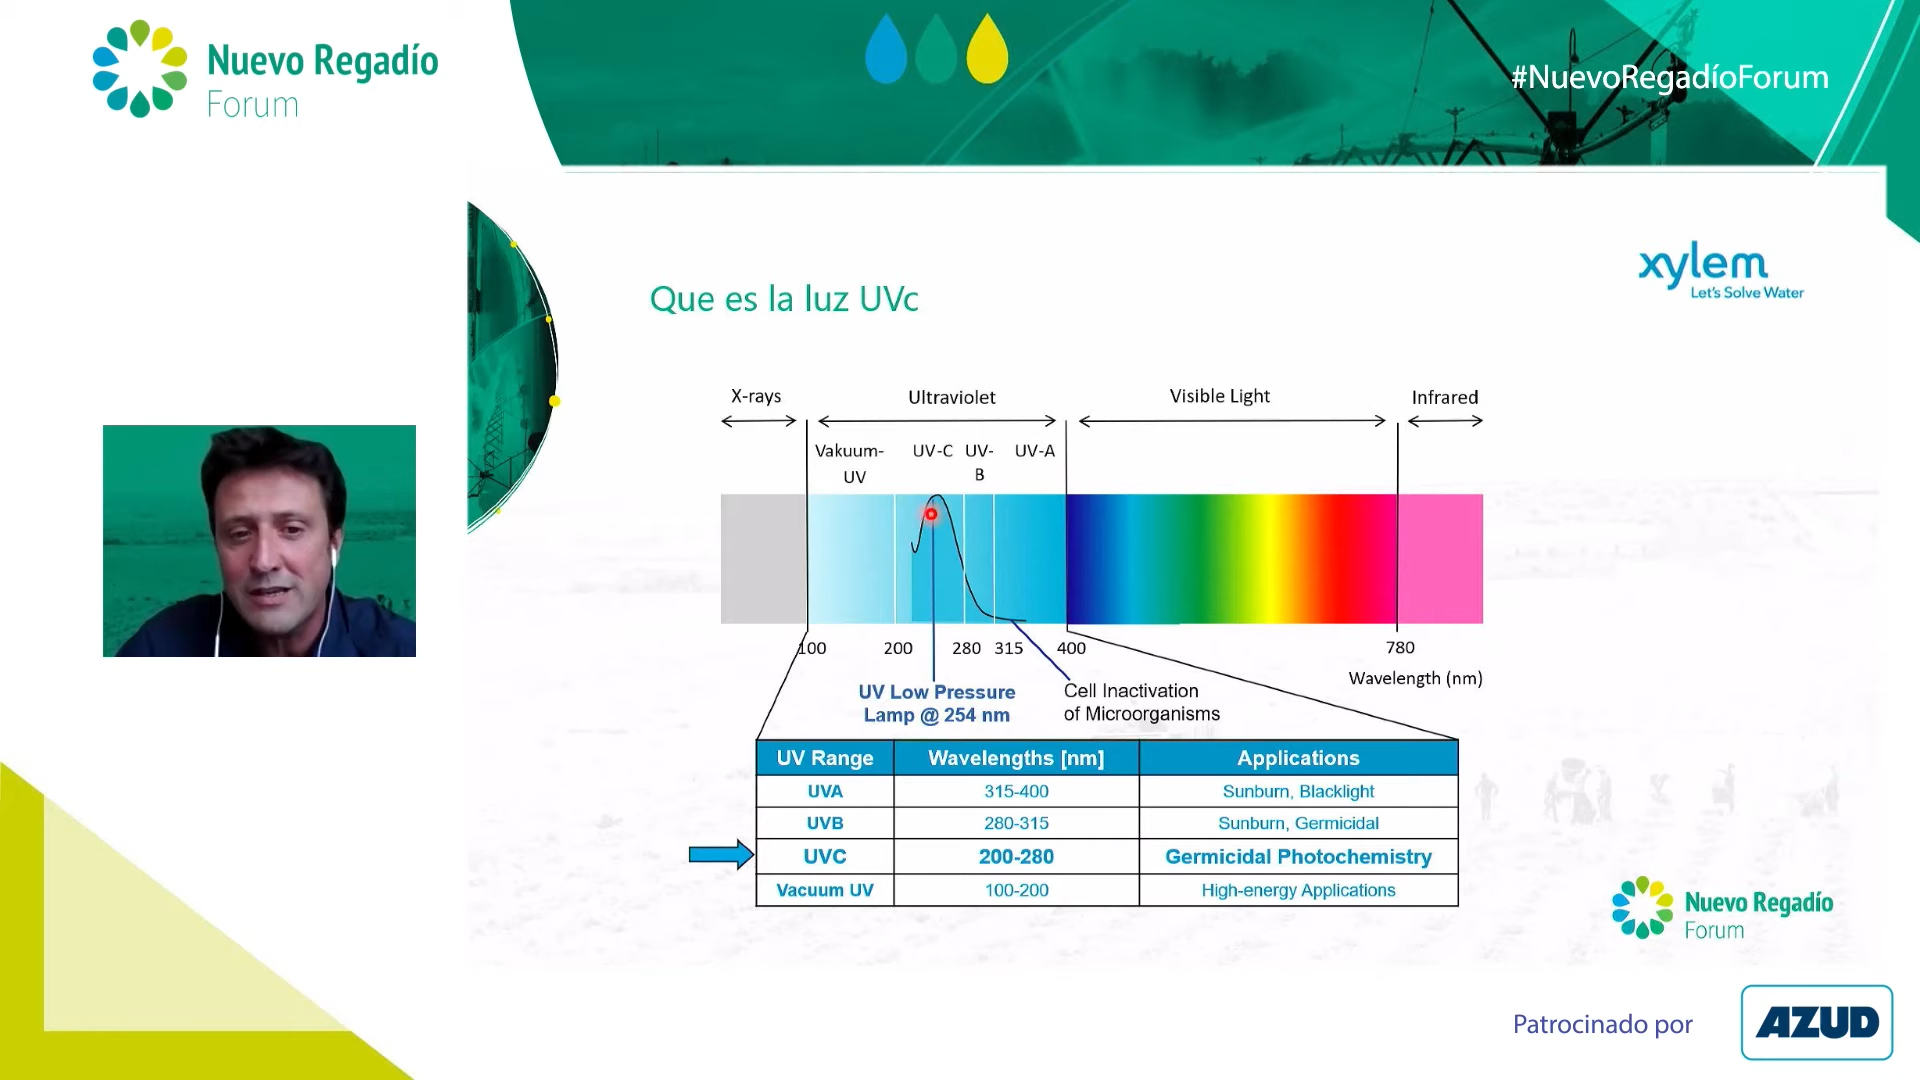 Nuevo Regadío
Forum
#NuevoRegadíoForum
xylem
Let's Solve Water
Que es la luz UVc
X-rays
Ultraviolet
Visible Light
Infrared
Vakuum-
UV
UV-C
UV-
B
UV-A
100
200
280
315
400
780
Wavelength (nm)
UV Low Pressure
Lamp @ 254 nm
Cell Inactivation
of Microorganisms
UV Range Wavelengths [nm] Applications
UVA 315-400 Sunburn, Blacklight
UVB 280-315 Sunburn, Germicidal
UVC 200-280 Germicidal Photochemistry
Vacuum UV 100-200 High-energy Applications
Nuevo Regadío
Forum
Patrocinado por
AZUD